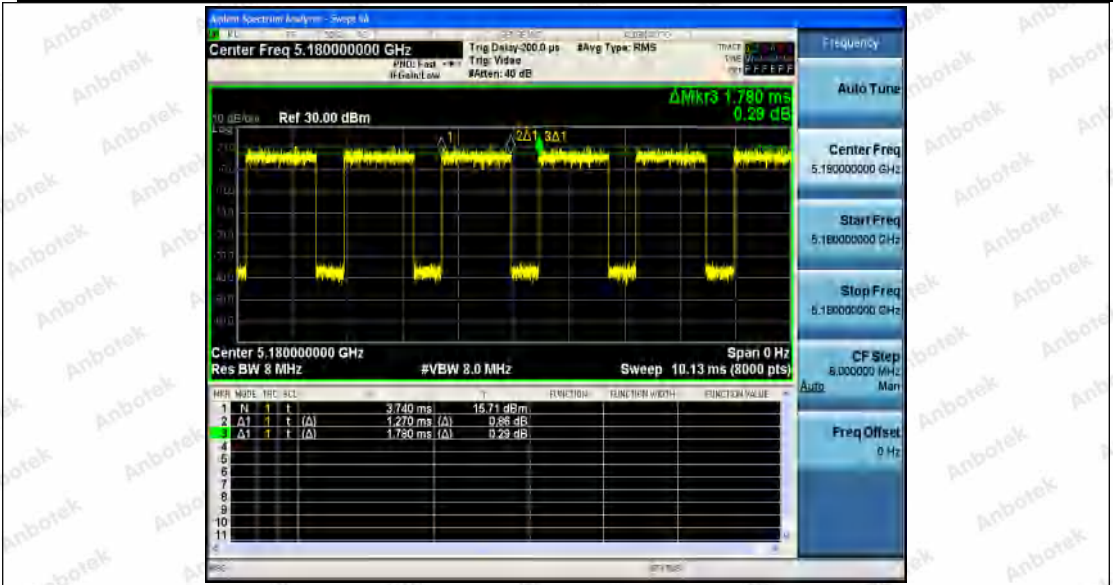 Agilent Spectrum Analyzer - Swept SA
Center Freq 5.180000000 GHz
PNO: Fast
IFGain:Low
Trig Delay-200.0 µs
Trig: Video
#Atten: 40 dB
#Avg Type: RMS
TRACE
TYPE
DET P P P P P P
Frequency
Auto Tune
ΔMkr3 1.780 ms
0.29 dB
10 dB/div
Log
Ref 30.00 dBm
1
2Δ1
3Δ1
Center Freq
5.180000000 GHz
Start Freq
5.180000000 GHz
Stop Freq
5.180000000 GHz
Center 5.180000000 GHz
Span 0 Hz
Res BW 8 MHz
#VBW 8.0 MHz
Sweep 10.13 ms (8000 pts)
CF Step
8.000000 MHz
Auto Man
MKR MODE TRC SCL X Y FUNCTION FUNCTION WIDTH FUNCTION VALUE
1 N 1 t 3.740 ms 15.71 dBm
2 Δ1 1 t (Δ) 1.270 ms (Δ) 0.86 dB
3 Δ1 1 t (Δ) 1.780 ms (Δ) 0.29 dB
4
5
6
7
8
9
10
11
Freq Offset
0 Hz
MSG
STATUS
Anbotek